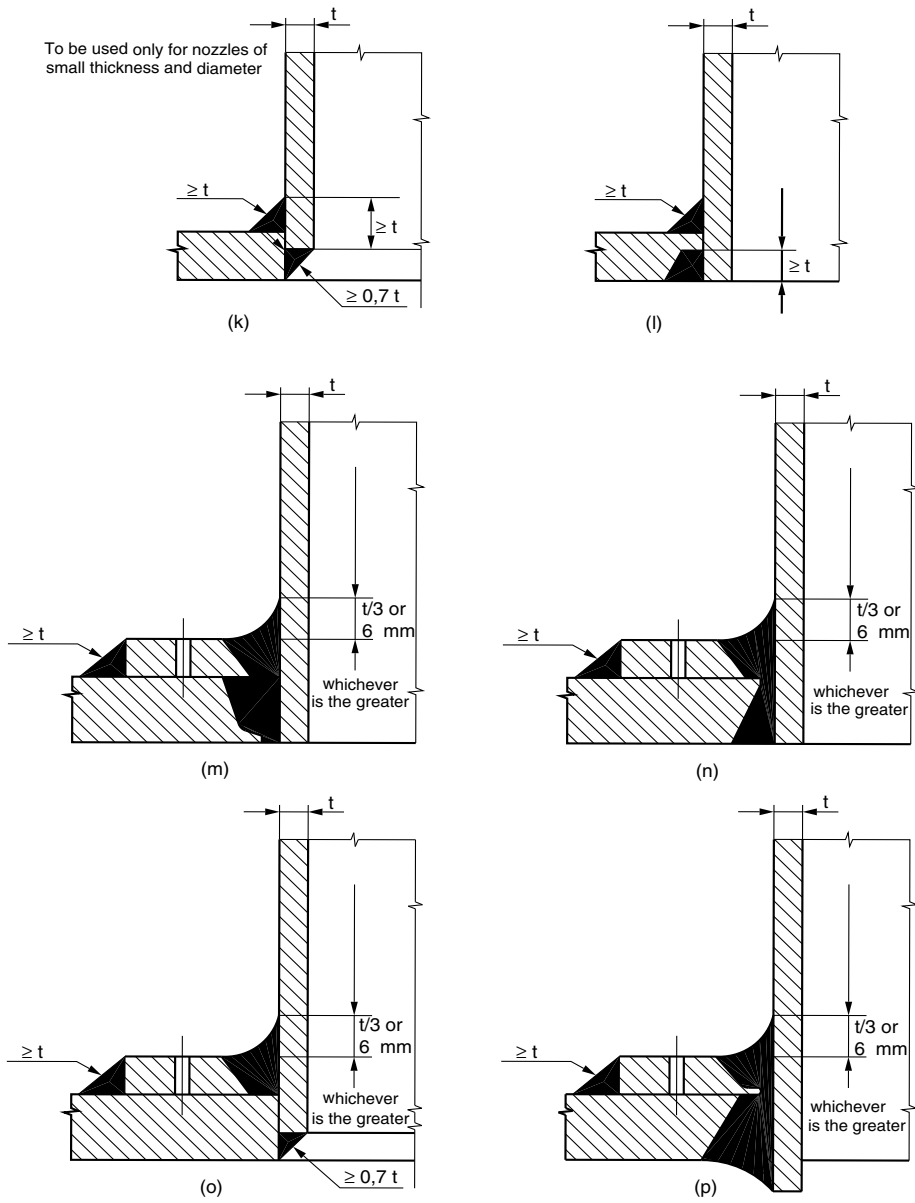 t
To be used only for nozzles of
small thickness and diameter
≥ t
≥ t
≥ 0,7 t
(k)
t
≥ t
≥ t
(l)
t
t/3 or
6 mm
≥ t
whichever
is the greater
(m)
t
t/3 or
6 mm
≥ t
whichever
is the greater
(n)
t
t/3 or
6 mm
≥ t
whichever
is the greater
≥ 0,7 t
(o)
t
t/3 or
6 mm
≥ t
whichever
is the greater
(p)